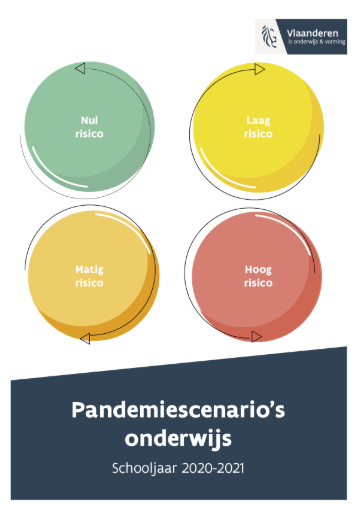 Vlaanderen
is onderwijs & vorming
Nul
risico
Laag
risico
Matig
risico
Hoog
risico
Pandemiescenario's
onderwijs
Schooljaar 2020-2021